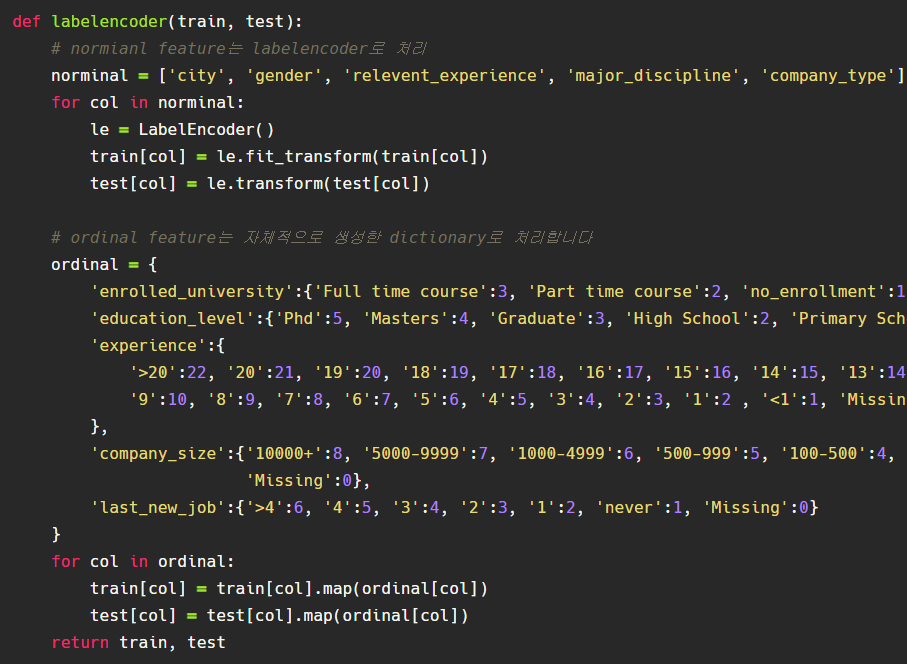 def labelencoder(train, test):
    # normianl feature는 labelencoder로 처리
    norminal = ['city', 'gender', 'relevent_experience', 'major_discipline', 'company_type']
    for col in norminal:
        le = LabelEncoder()
        train[col] = le.fit_transform(train[col])
        test[col] = le.transform(test[col])
    # ordinal feature는 자체적으로 생성한 dictionary로 처리합니다
    ordinal = {
        'enrolled_university':{'Full time course':3, 'Part time course':2, 'no_enrollment':1
        'education_level':{'Phd':5, 'Masters':4, 'Graduate':3, 'High School':2, 'Primary Sch
        'experience':{
            '>20':22, '20':21, '19':20, '18':19, '17':18, '16':17, '15':16, '14':15, '13':14
            '9':10, '8':9, '7':8, '6':7, '5':6, '4':5, '3':4, '2':3, '1':2 , '<1':1, 'Missin
        },
        'company_size':{'10000+':8, '5000-9999':7, '1000-4999':6, '500-999':5, '100-500':4,
                        'Missing':0},
        'last_new_job':{'>4':6, '4':5, '3':4, '2':3, '1':2, 'never':1, 'Missing':0}
    }
    for col in ordinal:
        train[col] = train[col].map(ordinal[col])
        test[col] = test[col].map(ordinal[col])
    return train, test